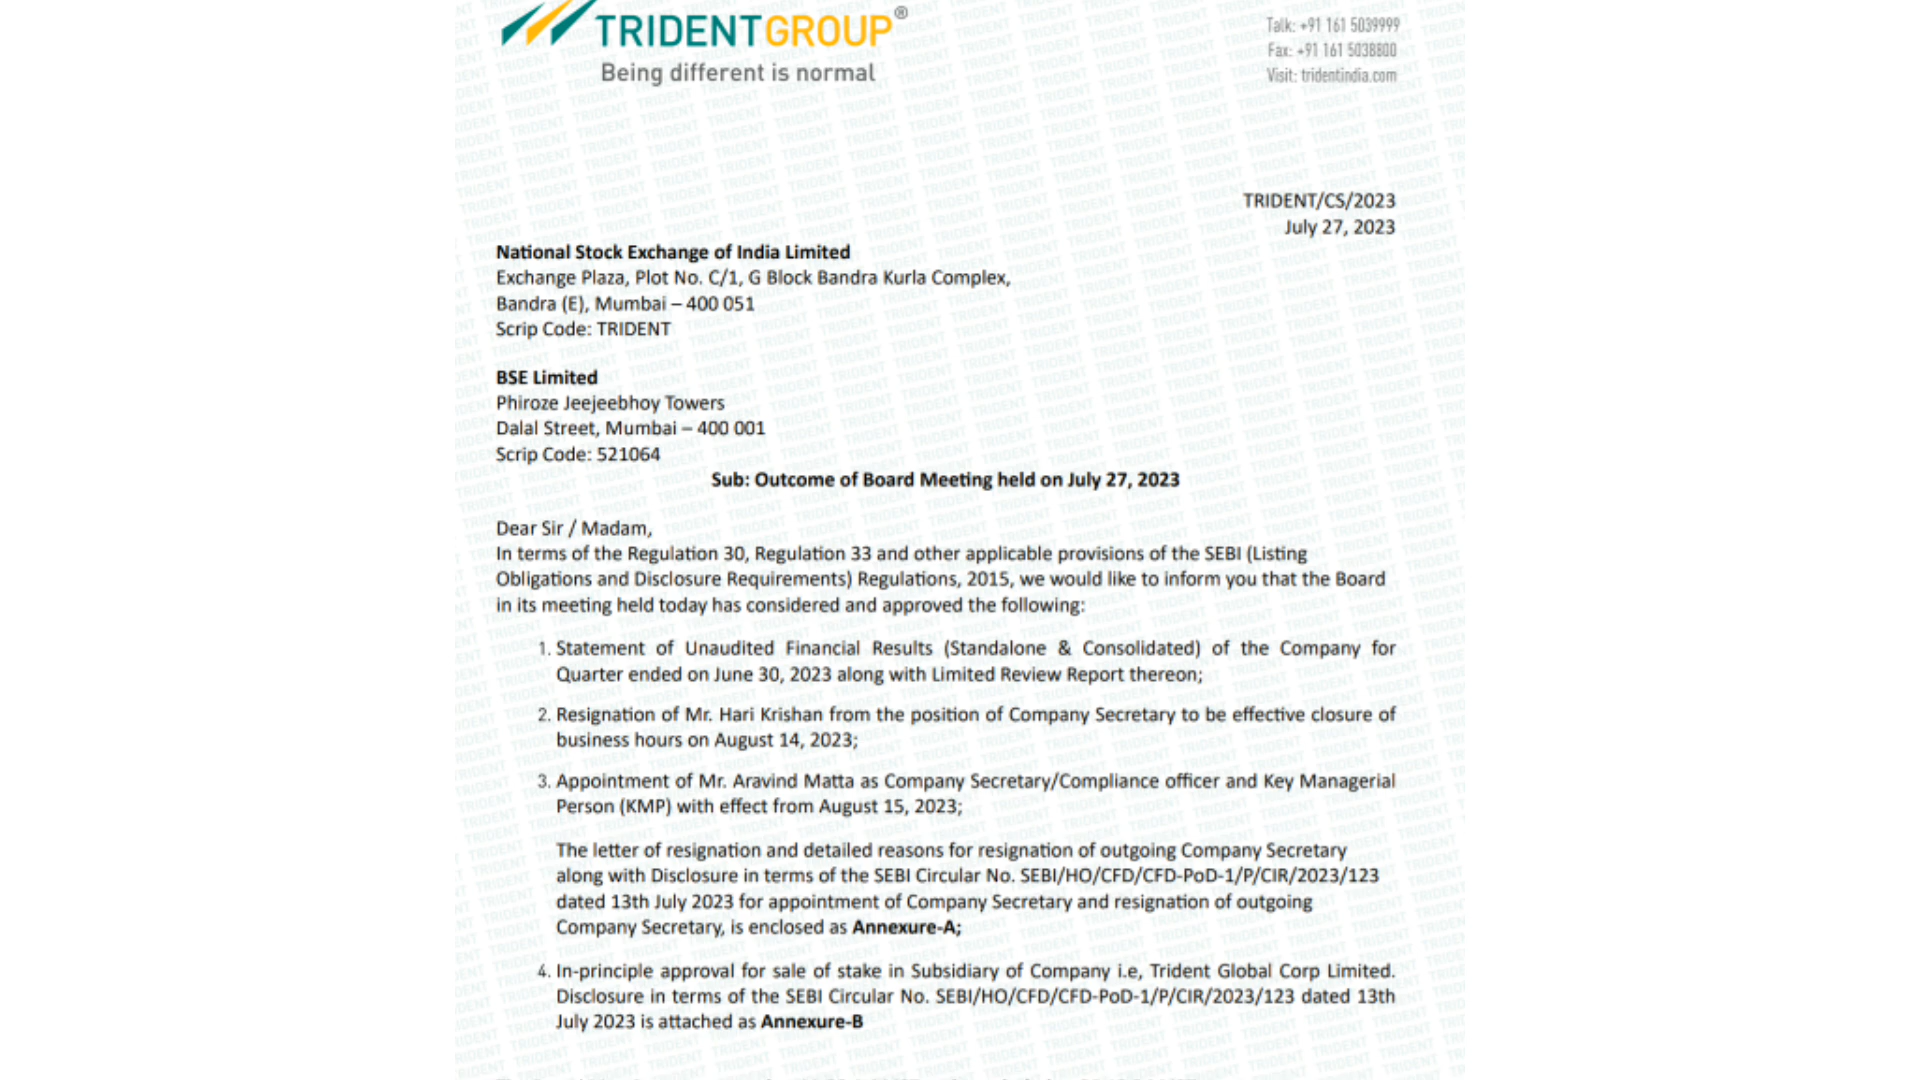 TRIDENTGROUP®
Being different is normal
Talk: +91 161 5039999
Fax: +91 161 5038800
Visit: tridentindia.com
TRIDENT/CS/2023
July 27, 2023
National Stock Exchange of India Limited
Exchange Plaza, Plot No. C/1, G Block Bandra Kurla Complex,
Bandra (E), Mumbai – 400 051
Scrip Code: TRIDENT
BSE Limited
Phiroze Jeejeebhoy Towers
Dalal Street, Mumbai – 400 001
Scrip Code: 521064
Sub: Outcome of Board Meeting held on July 27, 2023
Dear Sir / Madam,
In terms of the Regulation 30, Regulation 33 and other applicable provisions of the SEBI (Listing
Obligations and Disclosure Requirements) Regulations, 2015, we would like to inform you that the Board
in its meeting held today has considered and approved the following:
1. Statement of Unaudited Financial Results (Standalone & Consolidated) of the Company for
Quarter ended on June 30, 2023 along with Limited Review Report thereon;
2. Resignation of Mr. Hari Krishan from the position of Company Secretary to be effective closure of
business hours on August 14, 2023;
3. Appointment of Mr. Aravind Matta as Company Secretary/Compliance officer and Key Managerial
Person (KMP) with effect from August 15, 2023;
The letter of resignation and detailed reasons for resignation of outgoing Company Secretary
along with Disclosure in terms of the SEBI Circular No. SEBI/HO/CFD/CFD-PoD-1/P/CIR/2023/123
dated 13th July 2023 for appointment of Company Secretary and resignation of outgoing
Company Secretary, is enclosed as Annexure-A;
4. In-principle approval for sale of stake in Subsidiary of Company i.e, Trident Global Corp Limited.
Disclosure in terms of the SEBI Circular No. SEBI/HO/CFD/CFD-PoD-1/P/CIR/2023/123 dated 13th
July 2023 is attached as Annexure-B